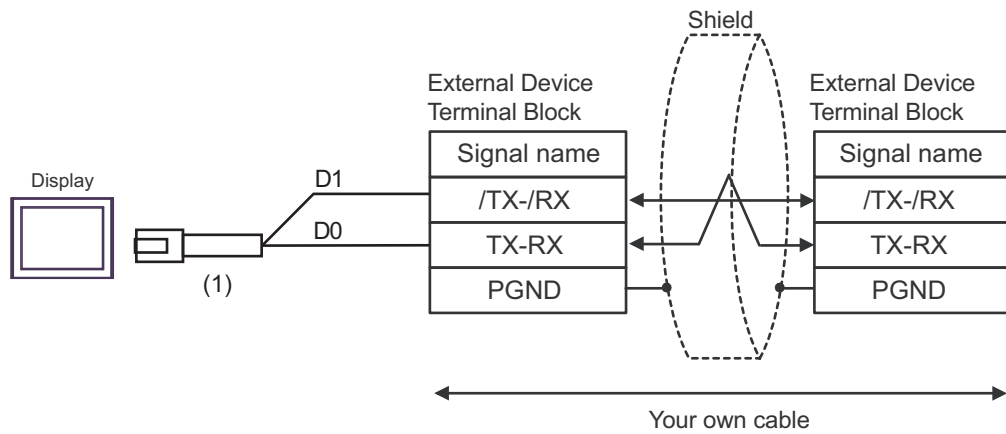 Shield
External Device
Terminal Block
External Device
Terminal Block
Signal name
Signal name
Display
D1
/TX-/RX
/TX-/RX
D0
TX-RX
TX-RX
(1)
PGND
PGND
Your own cable